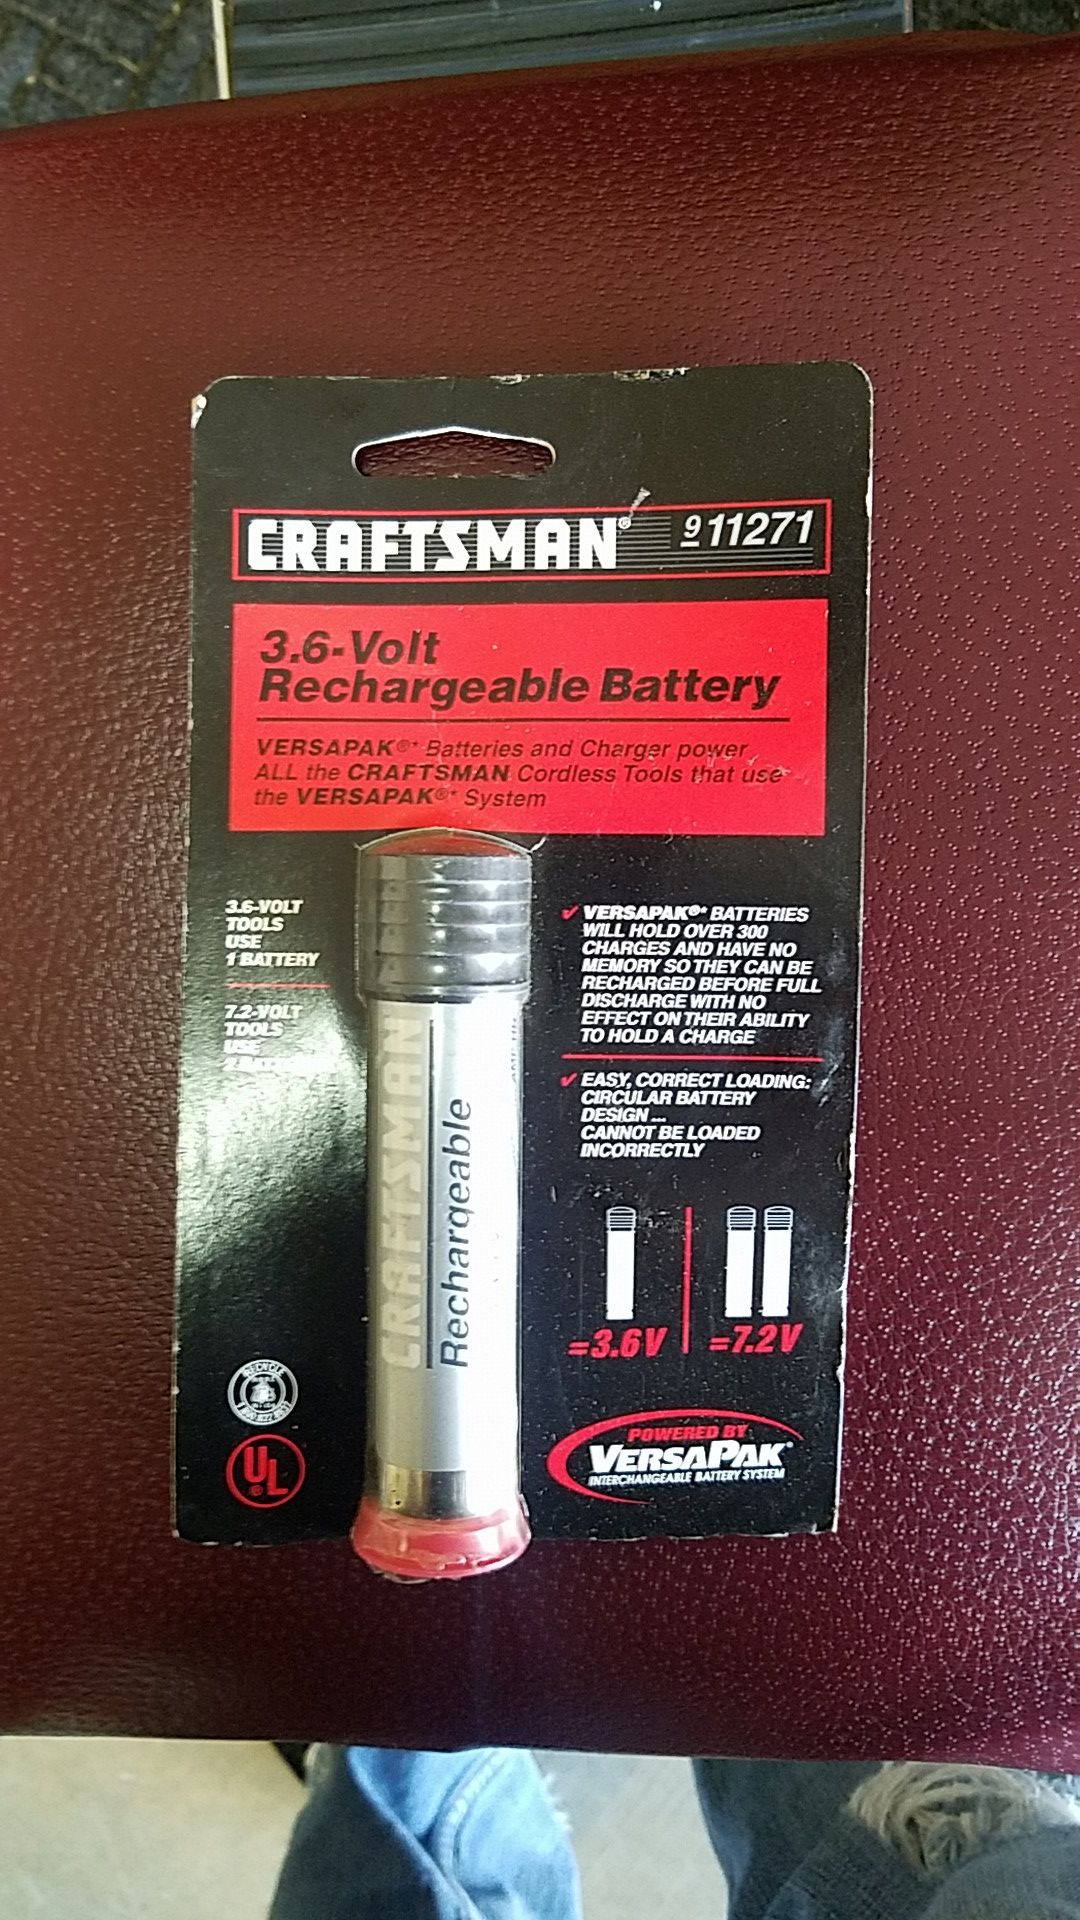 CRAFTSMAN® 911271
3.6-Volt
Rechargeable Battery
VERSAPAK®* Batteries and Charger power
ALL the CRAFTSMAN Cordless Tools that use
the VERSAPAK®* System
3.6-VOLT
TOOLS
USE
1 BATTERY
7.2-VOLT
TOOLS
USE
✓ VERSAPAK®* BATTERIES
WILL HOLD OVER 300
CHARGES AND HAVE NO
MEMORY SO THEY CAN BE
RECHARGED BEFORE FULL
DISCHARGE WITH NO
EFFECT ON THEIR ABILITY
TO HOLD A CHARGE
✓ EASY, CORRECT LOADING:
CIRCULAR BATTERY
DESIGN...
CANNOT BE LOADED
INCORRECTLY
CRAFTSMAN
Rechargeable
=3.6V
=7.2V
RECYCLE
UL®
POWERED BY
VERSAPAK®
INTERCHANGEABLE BATTERY SYSTEM